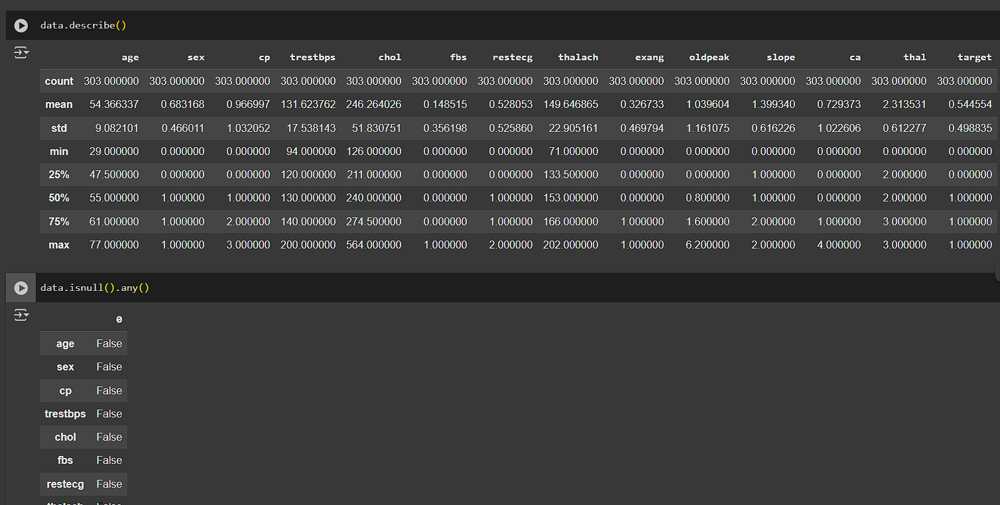 data.describe()
age sex cp trestbps chol fbs restecg thalach exang oldpeak slope ca thal target
count 303.000000 303.000000 303.000000 303.000000 303.000000 303.000000 303.000000 303.000000 303.000000 303.000000 303.000000 303.000000 303.000000 303.000000
mean 54.366337 0.683168 0.966997 131.623762 246.264026 0.148515 0.528053 149.646865 0.326733 1.039604 1.399340 0.729373 2.313531 0.544554
std 9.082101 0.466011 1.032052 17.538143 51.830751 0.356198 0.525860 22.905161 0.469794 1.161075 0.616226 1.022606 0.612277 0.498835
min 29.000000 0.000000 0.000000 94.000000 126.000000 0.000000 0.000000 71.000000 0.000000 0.000000 0.000000 0.000000 0.000000 0.000000
25% 47.500000 0.000000 0.000000 120.000000 211.000000 0.000000 0.000000 133.500000 0.000000 0.000000 1.000000 0.000000 2.000000 0.000000
50% 55.000000 1.000000 1.000000 130.000000 240.000000 0.000000 1.000000 153.000000 0.000000 0.800000 1.000000 0.000000 2.000000 1.000000
75% 61.000000 1.000000 2.000000 140.000000 274.500000 0.000000 1.000000 166.000000 1.000000 1.600000 2.000000 1.000000 3.000000 1.000000
max 77.000000 1.000000 3.000000 200.000000 564.000000 1.000000 2.000000 202.000000 1.000000 6.200000 2.000000 4.000000 3.000000 1.000000
data.isnull().any()
0
age False
sex False
cp False
trestbps False
chol False
fbs False
restecg False